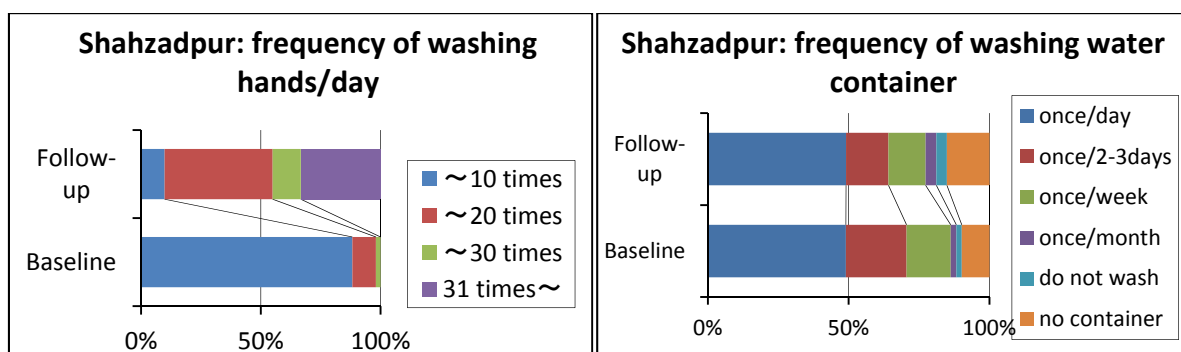 Shahzadpur: frequency of washing
hands/day
Follow-
up
Baseline
0%
50%
100%
~10 times
~20 times
~30 times
31 times~
Shahzadpur: frequency of washing water
container
Follow-
up
Baseline
0%
50%
100%
once/day
once/2-3days
once/week
once/month
do not wash
no container